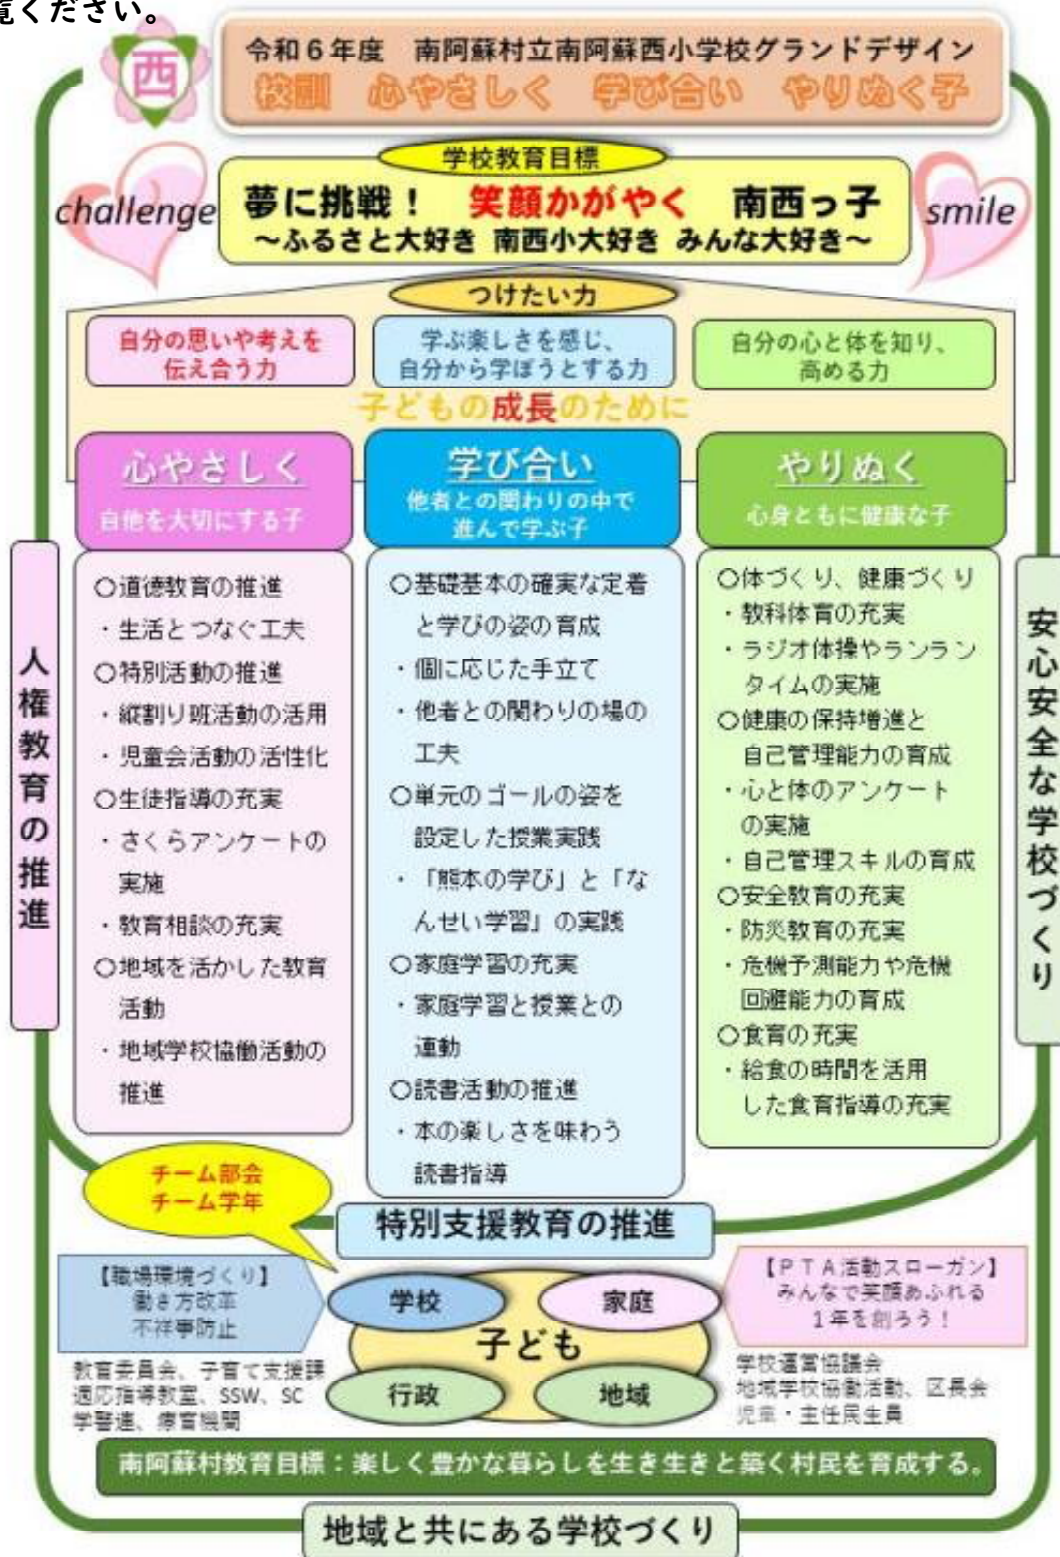 覧ください。
西
令和６年度　南阿蘇村立南阿蘇西小学校グランドデザイン
校訓　心やさしく　学び合い　やりぬく子
学校教育目標
challenge
夢に挑戦！　笑顔かがやく　南西っ子
～ふるさと大好き 南西小大好き みんな大好き～
smile
つけたい力
自分の思いや考えを
伝え合う力
学ぶ楽しさを感じ、
自分から学ぼうとする力
自分の心と体を知り、
高める力
子どもの成長のために
心やさしく
自他を大切にする子
学び合い
他者との関わりの中で
進んで学ぶ子
やりぬく
心身ともに健康な子
人権教育の推進
〇道徳教育の推進
・生活とつなぐ工夫
〇特別活動の推進
・縦割り班活動の活用
・児童会活動の活性化
〇生徒指導の充実
・さくらアンケートの
実施
・教育相談の充実
〇地域を活かした教育
活動
・地域学校協働活動の
推進
〇基礎基本の確実な定着
と学びの姿の育成
・個に応じた手立て
・他者との関わりの場の
工夫
〇単元のゴールの姿を
設定した授業実践
・「熊本の学び」と「な
んせい学習」の実践
〇家庭学習の充実
・家庭学習と授業との
連動
〇読書活動の推進
・本の楽しさを味わう
読書指導
〇体づくり、健康づくり
・教科体育の充実
・ラジオ体操やランラン
タイムの実施
〇健康の保持増進と
自己管理能力の育成
・心と体のアンケート
の実施
・自己管理スキルの育成
〇安全教育の充実
・防災教育の充実
・危機予測能力や危機
回避能力の育成
〇食育の充実
・給食の時間を活用
した食育指導の充実
安心安全な学校づくり
チーム部会
チーム学年
特別支援教育の推進
【職場環境づくり】
働き方改革
不祥事防止
教育委員会、子育て支援課
適応指導教室、SSW、SC
学警連、療育機関
学校
家庭
子ども
行政
地域
【ＰＴＡ活動スローガン】
みんなで笑顔あふれる
１年を創ろう！
学校運営協議会
地域学校協働活動、区長会
児童・主任民生員
南阿蘇村教育目標：楽しく豊かな暮らしを生き生きと築く村民を育成する。
地域と共にある学校づくり